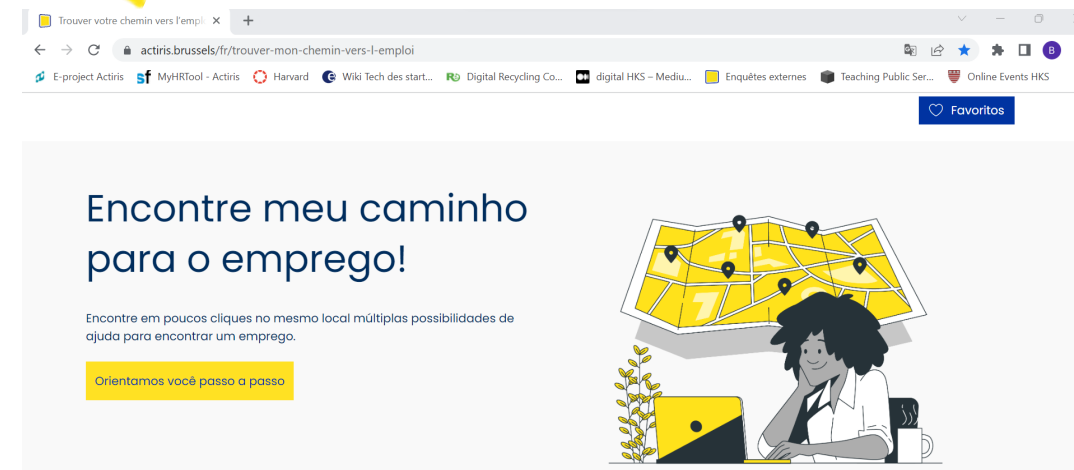 Trouver votre chemin vers l'empl
actiris.brussels/fr/trouver-mon-chemin-vers-l-emploi
B
E-project Actiris sf MyHRTool - Actiris Harvard Wiki Tech des start... Digital Recycling Co... digital HKS – Mediu... Enquêtes externes Teaching Public Ser... Online Events HKS
Favoritos
Encontre meu caminho
para o emprego!
Encontre em poucos cliques no mesmo local múltiplas possibilidades de
ajuda para encontrar um emprego.
Orientamos você passo a passo